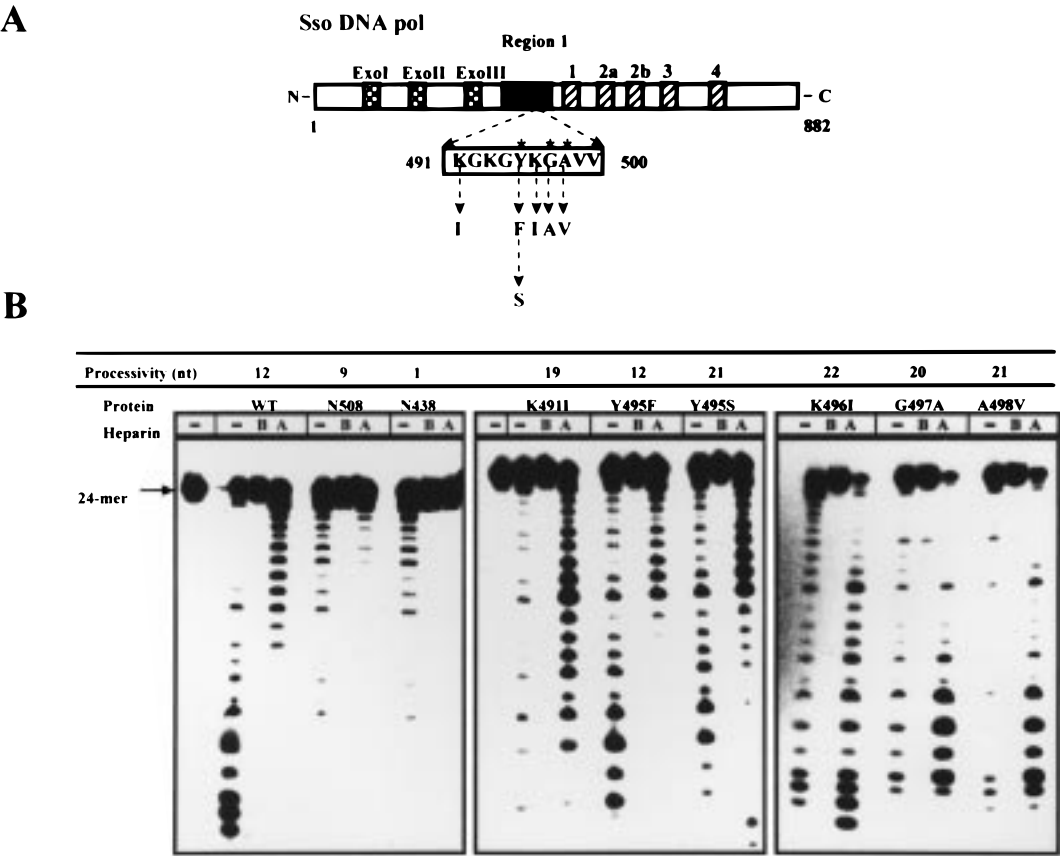 A
Sso DNA pol
Region 1
ExoI ExoII ExoIII 1 2a 2b 3 4
N- -C
1 882
* * *
491 KGKGYKGAVV 500
I F I A V
S
B
Processivity (nt) 12 9 1 19 12 21 22 20 21
Protein WT N508 N438 K491I Y495F Y495S K496I G497A A498V
Heparin - - B A - B A - B A - - B A - B A - B A - B A - B A - B A
24-mer